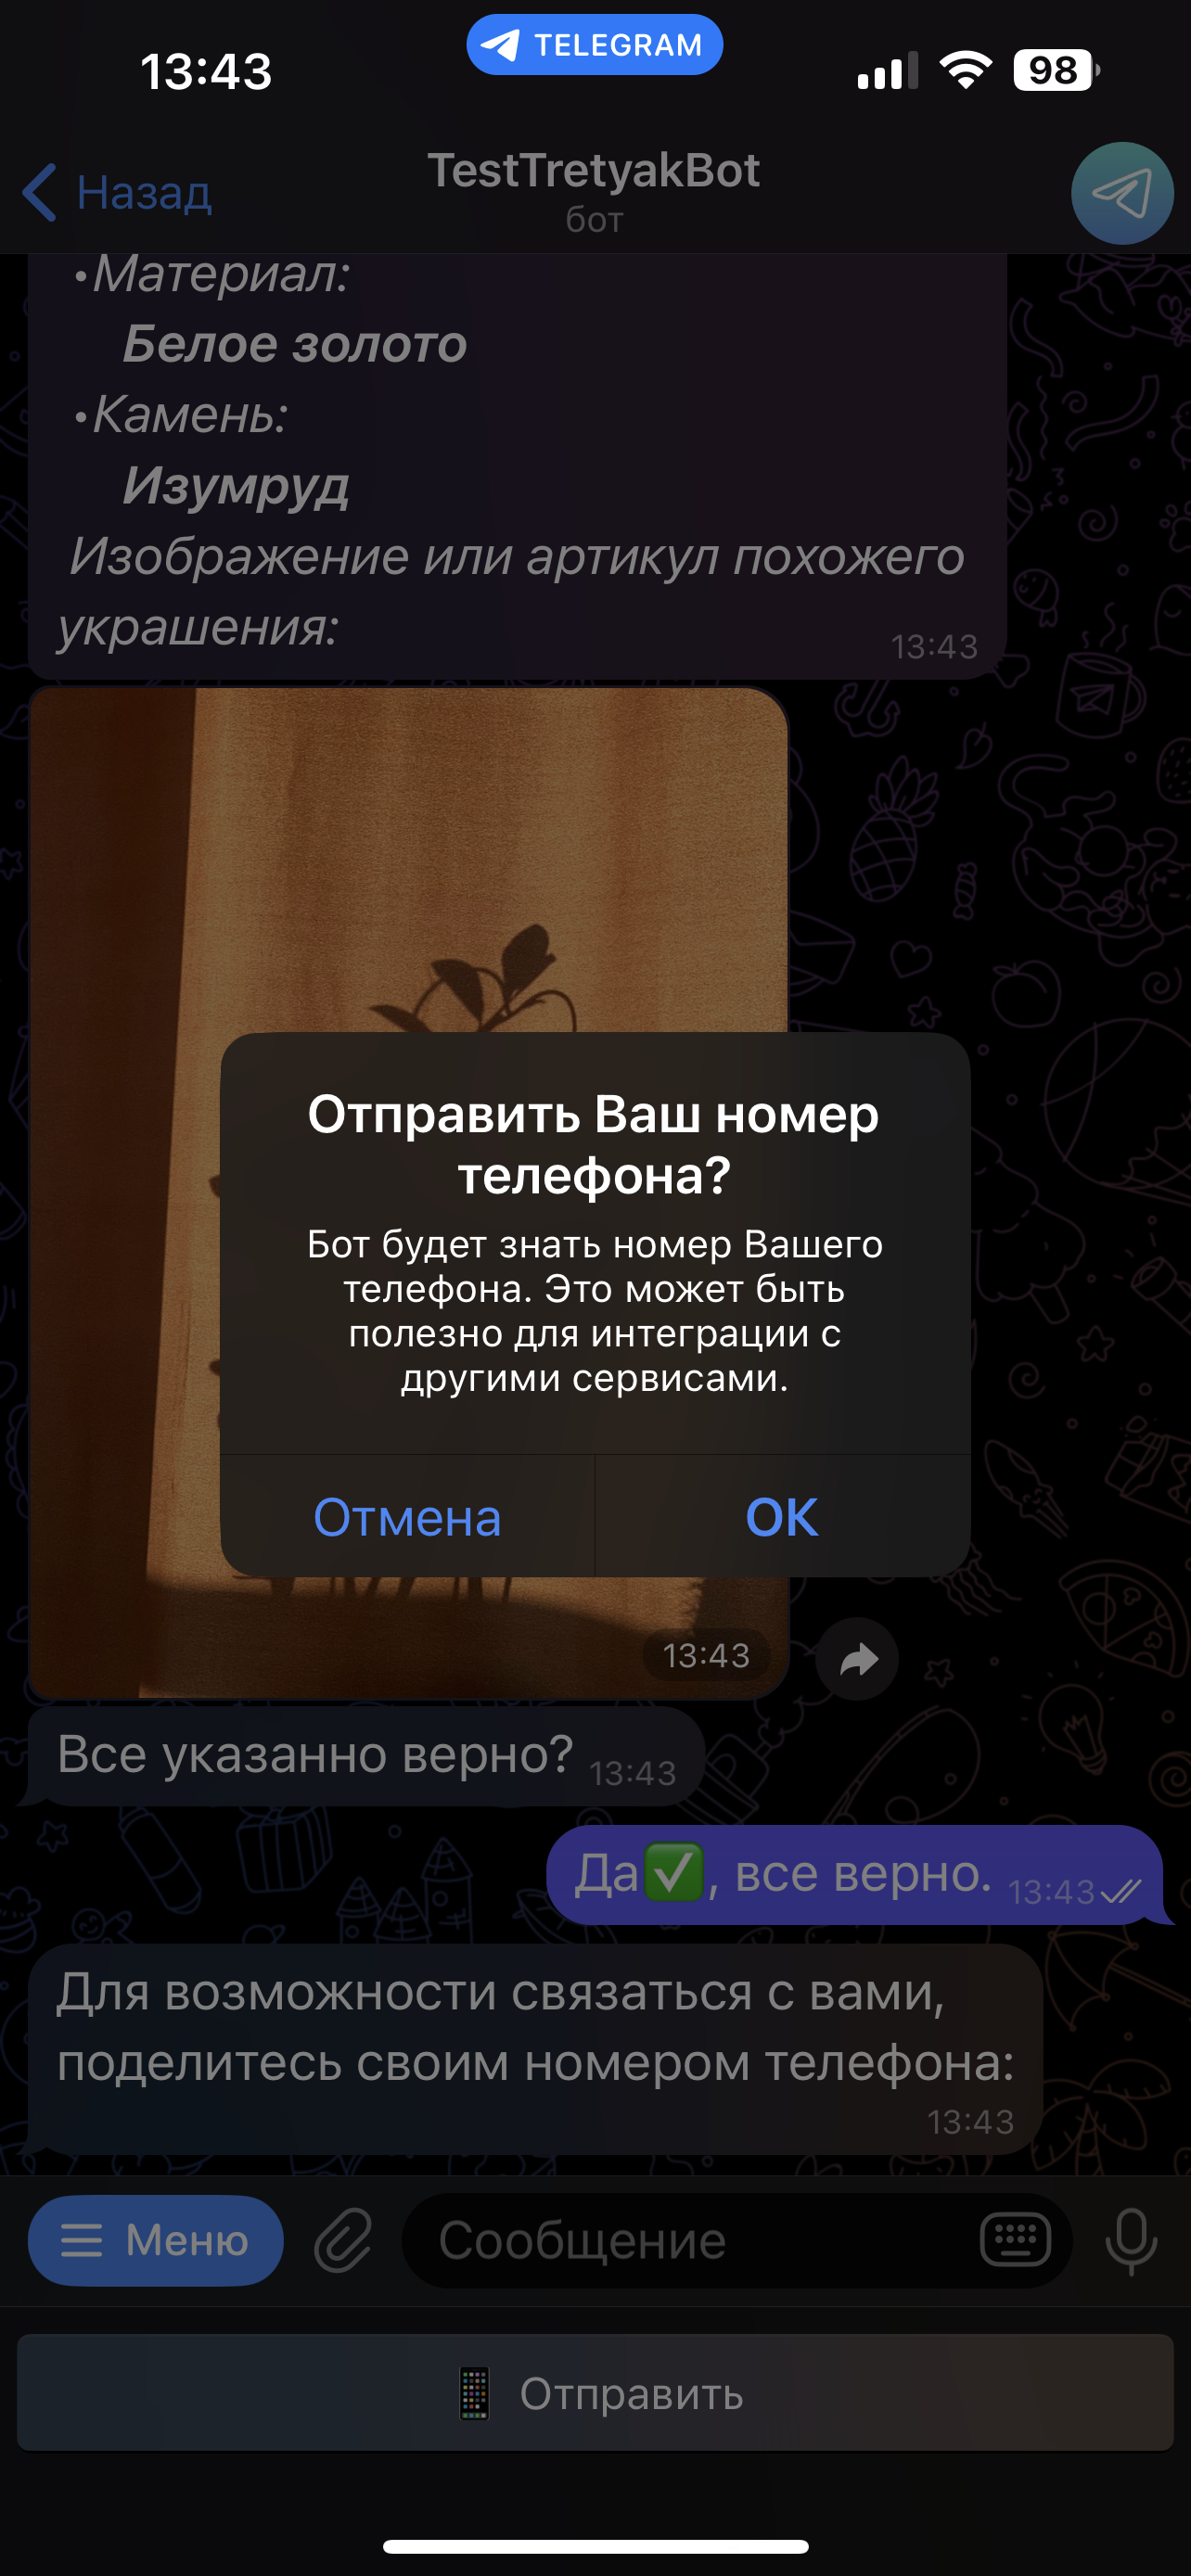 13:43
TELEGRAM
98
Назад
TestTretyakBot
бот
•Материал:
Белое золото
•Камень:
Изумруд
Изображение или артикул похожего
украшения:
13:43
Отправить Ваш номер
телефона?
Бот будет знать номер Вашего
телефона. Это может быть
полезно для интеграции с
другими сервисами.
Отмена
ОК
13:43
Все указанно верно? 13:43
Да✅, все верно. 13:43
Для возможности связаться с вами,
поделитесь своим номером телефона:
13:43
Меню
Сообщение
📱 Отправить